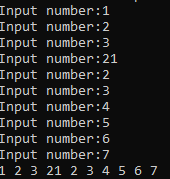 Input number:1
Input number:2
Input number:3
Input number:21
Input number:2
Input number:3
Input number:4
Input number:5
Input number:6
Input number:7
1 2 3 21 2 3 4 5 6 7